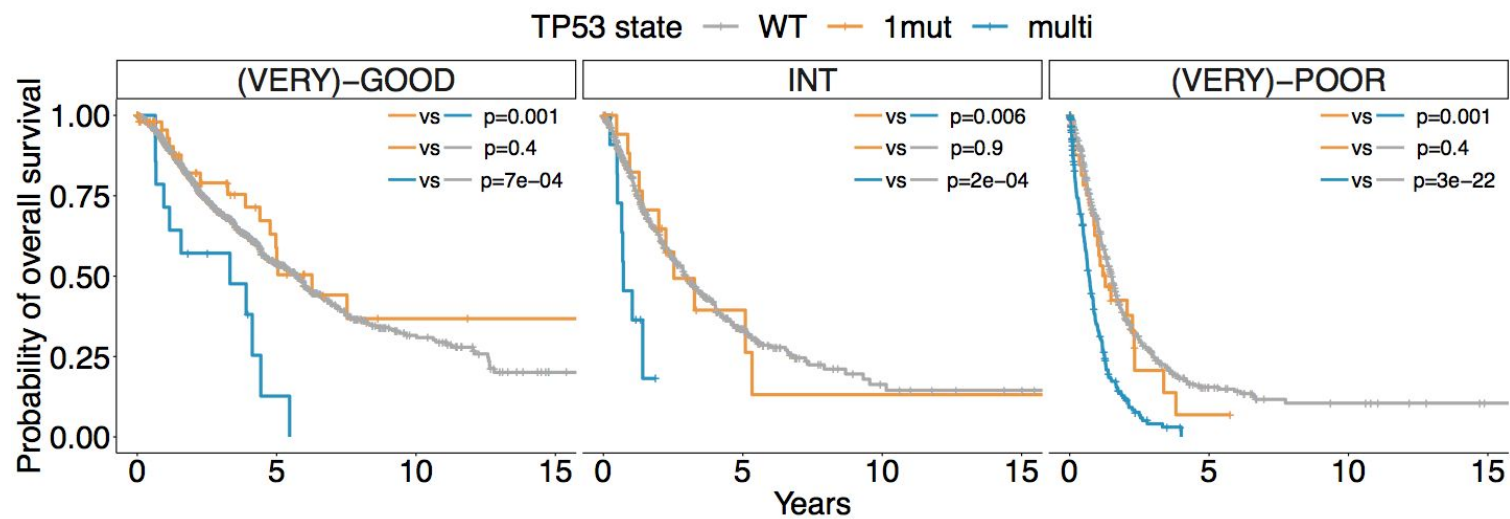 TP53 state WT 1mut multi
(VERY)−GOOD INT (VERY)−POOR
Probability of overall survival
1.00
0.75
0.50
0.25
0.00
vs p=0.001
vs p=0.4
vs p=7e−04
vs p=0.006
vs p=0.9
vs p=2e−04
vs p=0.001
vs p=0.4
vs p=3e−22
0 5 10 15 0 5 10 15 0 5 10 15
Years